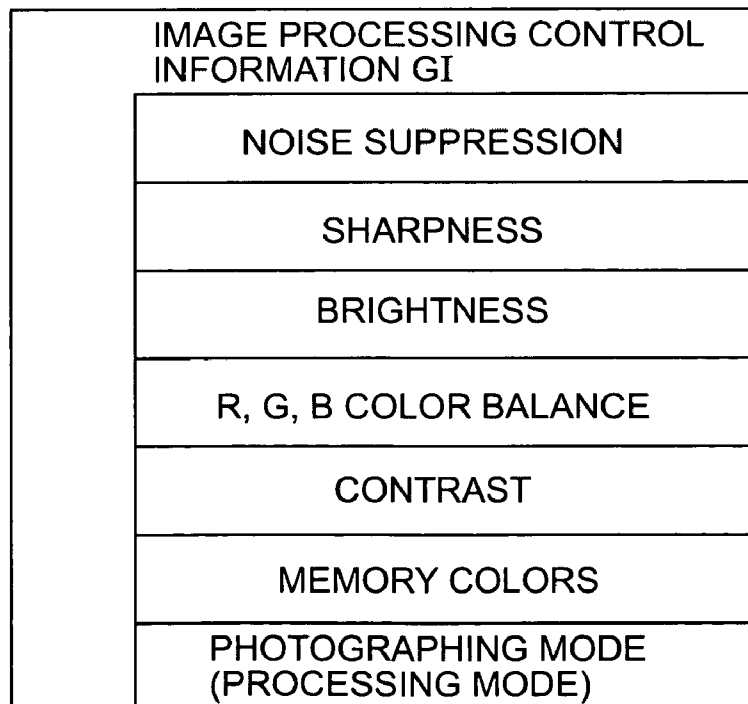 IMAGE PROCESSING CONTROL
INFORMATION GI
NOISE SUPPRESSION
SHARPNESS
BRIGHTNESS
R, G, B COLOR BALANCE
CONTRAST
MEMORY COLORS
PHOTOGRAPHING MODE
(PROCESSING MODE)